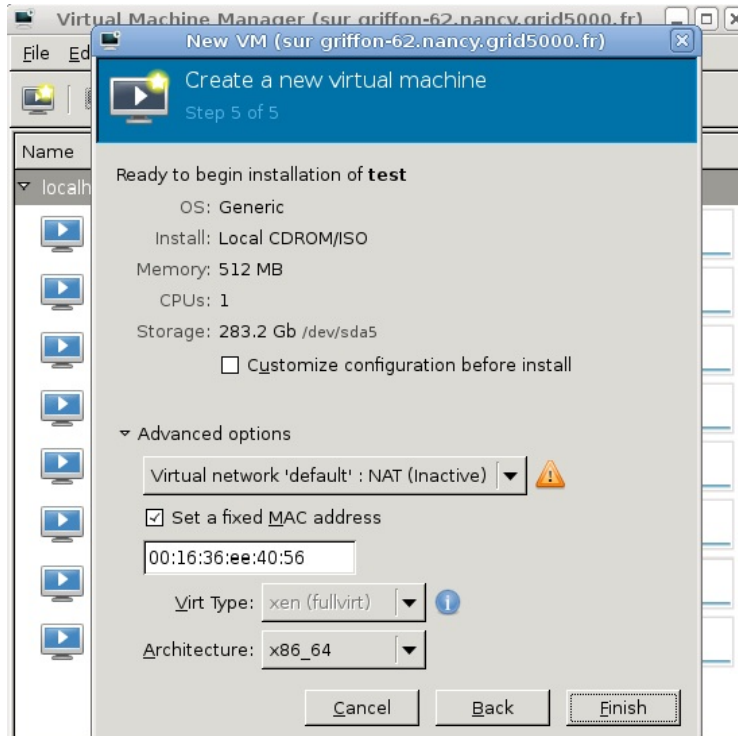 Virtual Machine Manager (sur griffon-62.nancy.grid5000.fr)
New VM (sur griffon-62.nancy.grid5000.fr)
File Ed
Create a new virtual machine
Step 5 of 5
Name
localh
Ready to begin installation of test
OS: Generic
Install: Local CDROM/ISO
Memory: 512 MB
CPUs: 1
Storage: 283.2 Gb /dev/sda5
Customize configuration before install
Advanced options
Virtual network 'default' : NAT (Inactive)
Set a fixed MAC address
00:16:36:ee:40:56
Virt Type: xen (fullvirt)
Architecture: x86_64
Cancel Back Finish